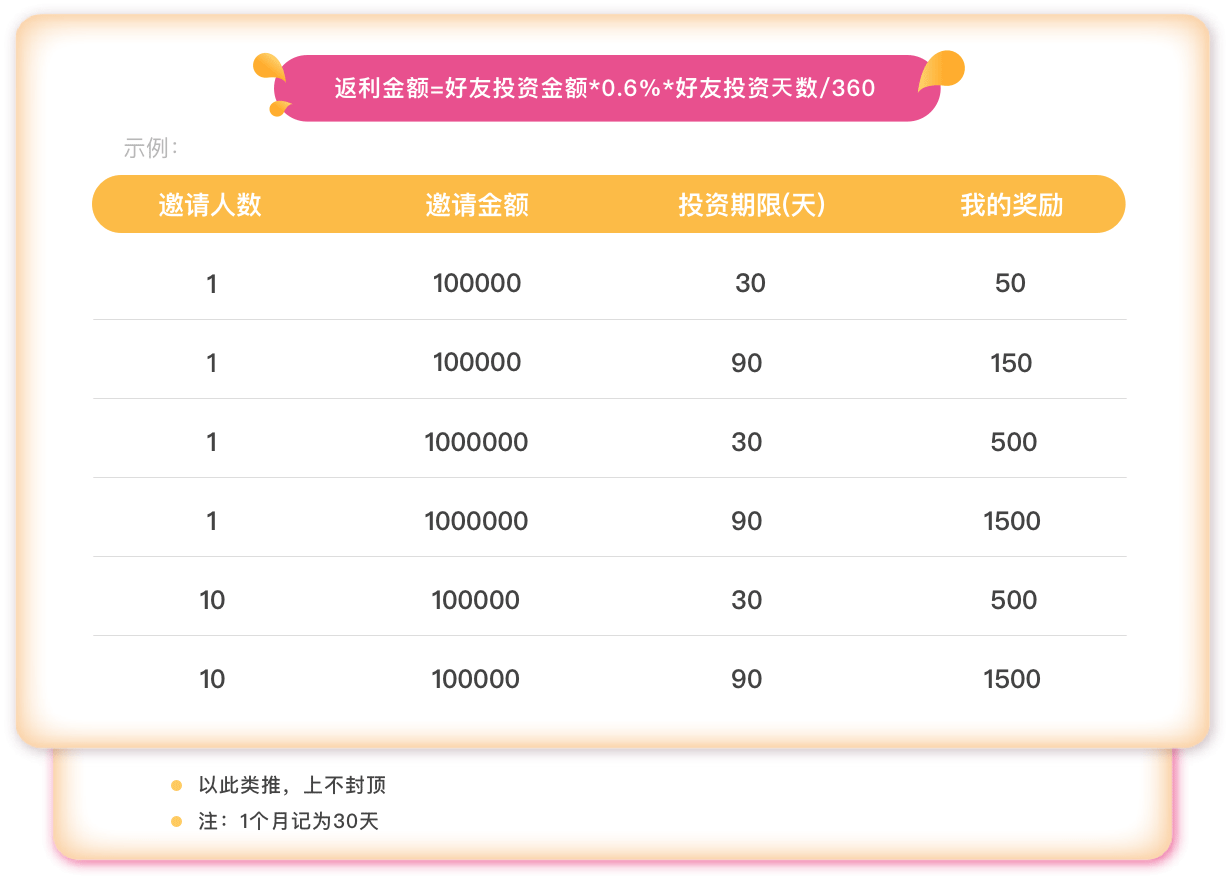 返利金额=好友投资金额*0.6%*好友投资天数/360
示例：
邀请人数 邀请金额 投资期限(天) 我的奖励
1 100000 30 50
1 100000 90 150
1 1000000 30 500
1 1000000 90 1500
10 100000 30 500
10 100000 90 1500
以此类推，上不封顶
注：1个月记为30天